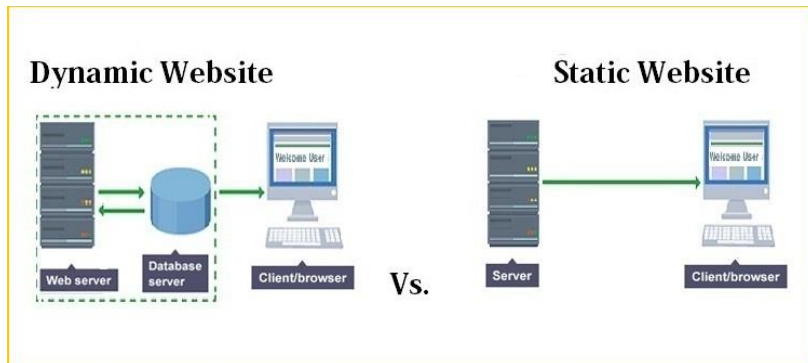 Dynamic Website
Static Website
Welcome User
Welcome User
Web server
Database
server
Client/browser
Vs.
Server
Client/browser